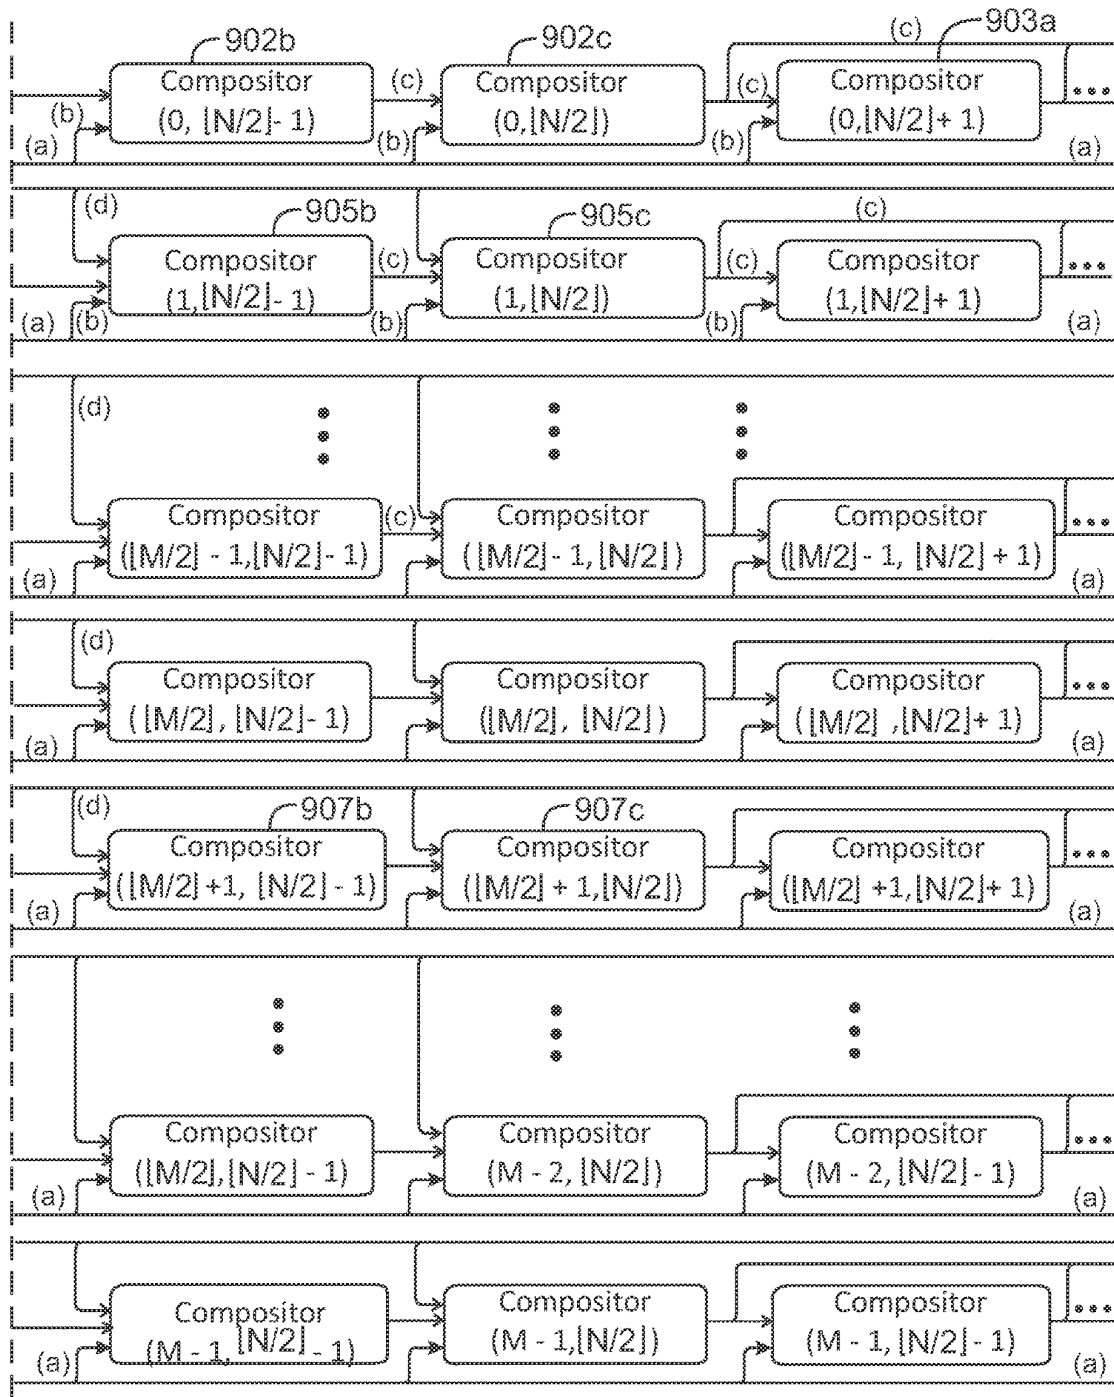 902b
902c
903a
(c)
Compositor
(0, ⌊N/2⌋- 1)
Compositor
(0,⌊N/2⌋)
Compositor
(0,⌊N/2⌋+ 1)
(b)
(c)
(c)
...
(a)
(b)
(b)
(a)
(d)
905b
905c
(c)
Compositor
(1,⌊N/2⌋- 1)
Compositor
(1,⌊N/2⌋)
Compositor
(1,⌊N/2⌋+ 1)
(c)
(c)
...
(a)
(b)
(b)
(b)
(a)
(d)
Compositor
(⌊M/2⌋ - 1,⌊N/2⌋- 1)
(c)
Compositor
(⌊M/2⌋- 1, ⌊N/2⌋)
Compositor
(⌊M/2⌋- 1, ⌊N/2⌋ + 1)
...
(a)
(a)
(d)
Compositor
(⌊M/2⌋, ⌊N/2⌋- 1)
Compositor
(⌊M/2⌋, ⌊N/2⌋)
Compositor
(⌊M/2⌋ ,⌊N/2⌋+ 1)
...
(a)
(a)
(d)
907b
907c
Compositor
(⌊M/2⌋ +1, ⌊N/2⌋ - 1)
Compositor
(⌊M/2⌋ + 1,⌊N/2⌋)
Compositor
(⌊M/2⌋ +1,⌊N/2⌋+ 1)
...
(a)
(a)
Compositor
(⌊M/2⌋,⌊N/2⌋ - 1)
Compositor
(M - 2, ⌊N/2⌋)
Compositor
(M - 2, ⌊N/2⌋ - 1)
...
(a)
(a)
Compositor
(M - 1, ⌊N/2⌋ - 1)
Compositor
(M - 1,⌊N/2⌋)
Compositor
(M - 1, ⌊N/2⌋ - 1)
...
(a)
(a)